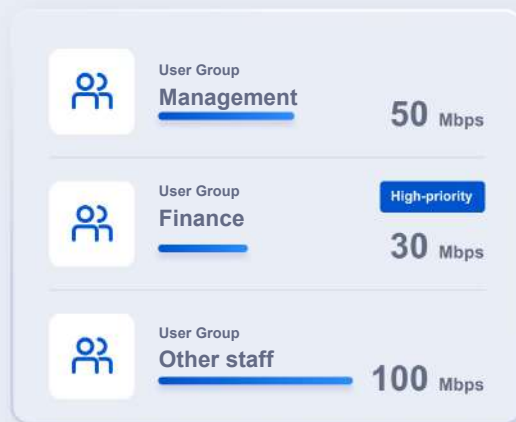 User Group
Management
50 Mbps
User Group
High-priority
Finance
30 Mbps
User Group
Other staff
100 Mbps